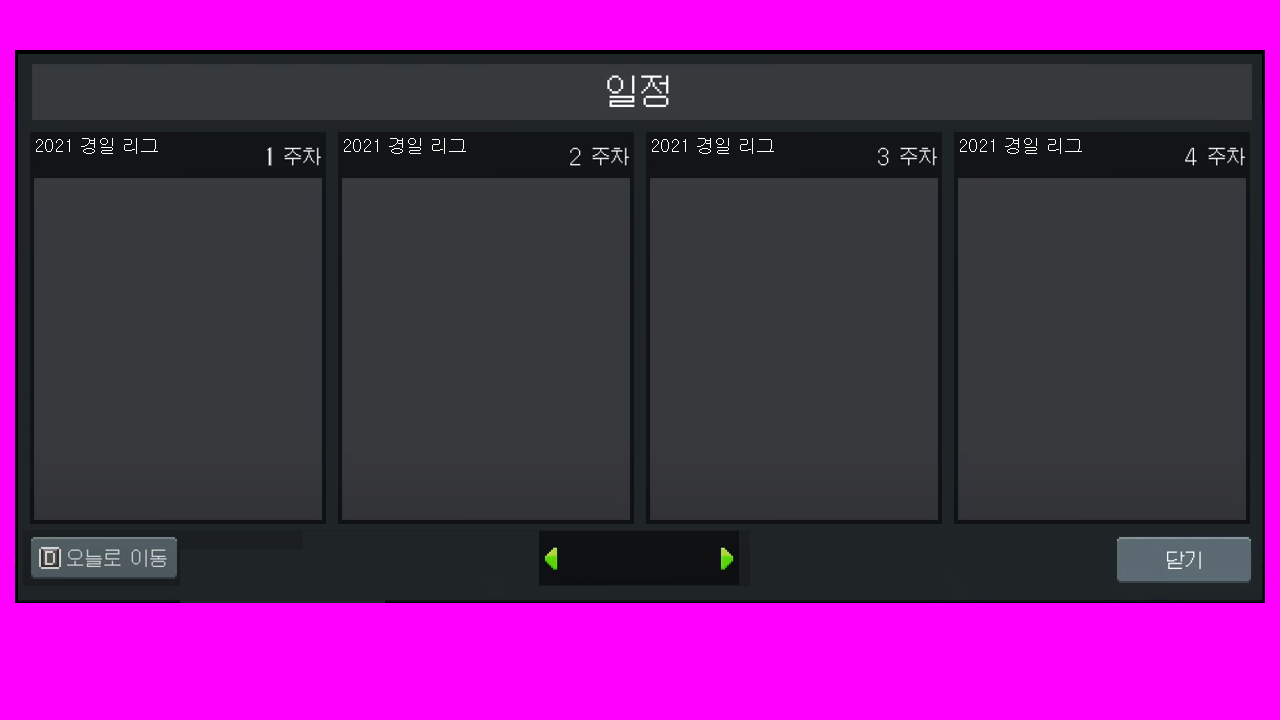 일정
2021 경일 리그
1 주차
2021 경일 리그
2 주차
2021 경일 리그
3 주차
2021 경일 리그
4 주차
D 오늘로 이동
닫기